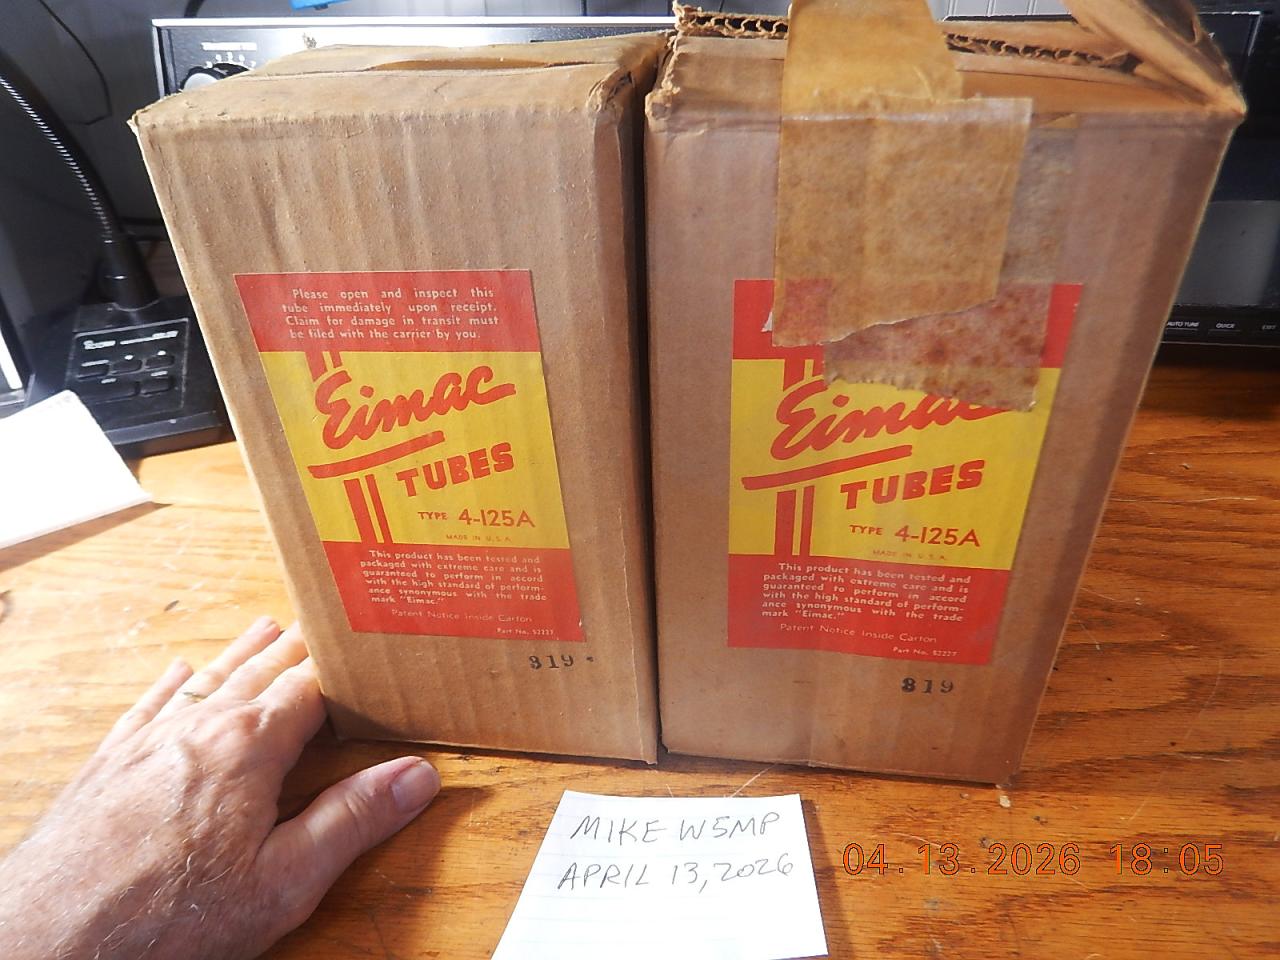 Please open and inspect this
tube immediately upon receipt.
Claim for damage in transit must
be filed with the carrier by you.
Eimac
TUBES
TYPE 4-125A
MADE IN U.S.A.
This product has been tested and
packaged with extreme care and is
guaranteed to perform in accord
with the high standard of perform-
ance synonymous with the trade
mark "Eimac."
Patent Notice Inside Carton
Part No. 52227
819
Eimac
TUBES
TYPE 4-125A
MADE IN U.S.A.
This product has been tested and
packaged with extreme care and is
guaranteed to perform in accord
with the high standard of perform-
ance synonymous with the trade
mark "Eimac."
Patent Notice Inside Carton
Part No. 52227
819
AUTO TUNE QUICK
MIKE W5MP
APRIL 13, 2026
04.13.2026 18:05